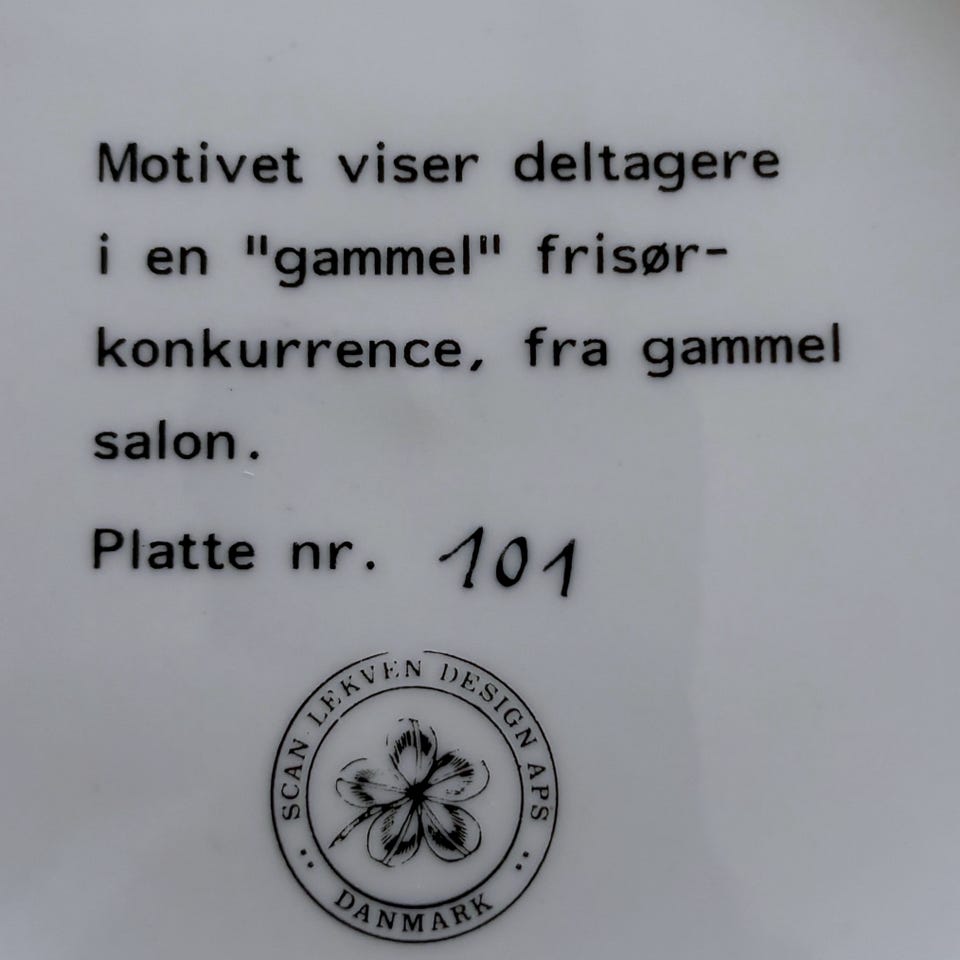 Motivet viser deltagere
i en "gammel" frisør-
konkurrence, fra gammel
salon.
Platte nr. 101
SCAN LEKVEN DESIGN APS
DANMARK